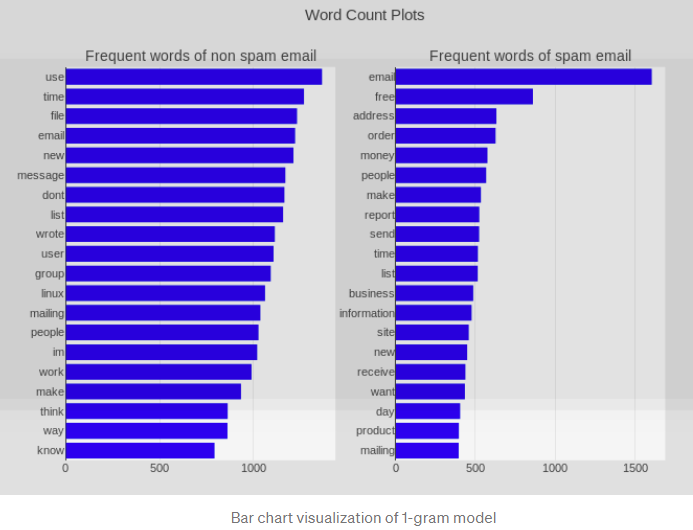 Word Count Plots
Frequent words of non spam email
use
time
file
email
new
message
dont
list
wrote
user
group
linux
mailing
people
im
work
make
think
way
know
0 500 1000
Frequent words of spam email
email
free
address
order
money
people
make
report
send
time
list
business
information
site
new
receive
want
day
product
mailing
0 500 1000 1500
Bar chart visualization of 1-gram model